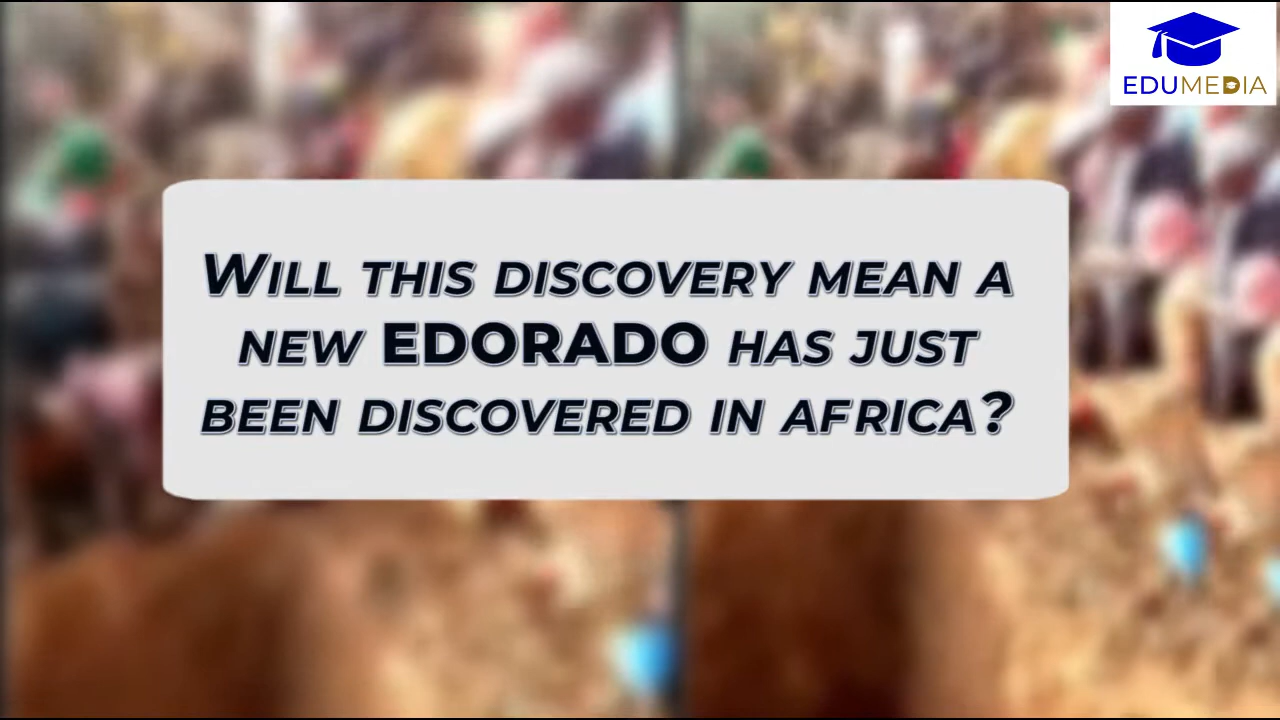 EDUMEDIA
Will this discovery mean a
new EDORADO has just
been discovered in africa?